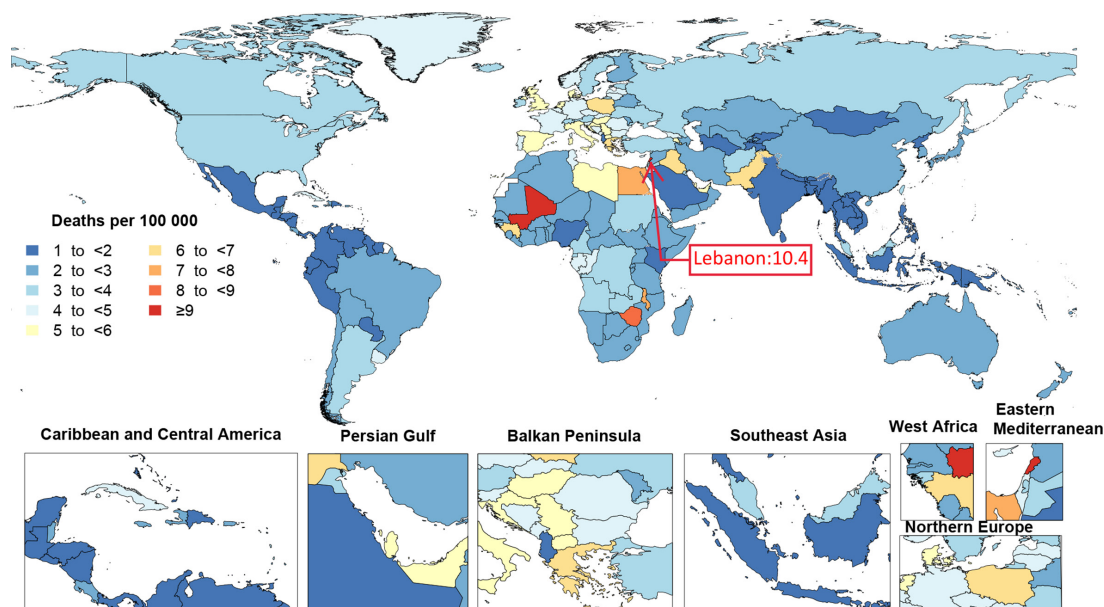 Deaths per 100 000
1 to <2
2 to <3
3 to <4
4 to <5
5 to <6
6 to <7
7 to <8
8 to <9
≥9
Lebanon:10.4
Caribbean and Central America
Persian Gulf
Balkan Peninsula
Southeast Asia
West Africa
Eastern
Mediterranean
Northern Europe